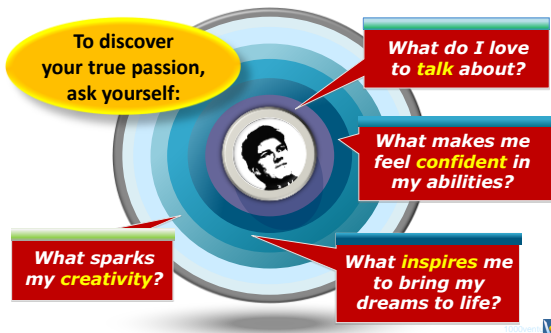 To discover
your true passion,
ask yourself:
What do I love
to talk about?
What makes me
feel confident in
my abilities?
What inspires me
to bring my
dreams to life?
What sparks
my creativity?